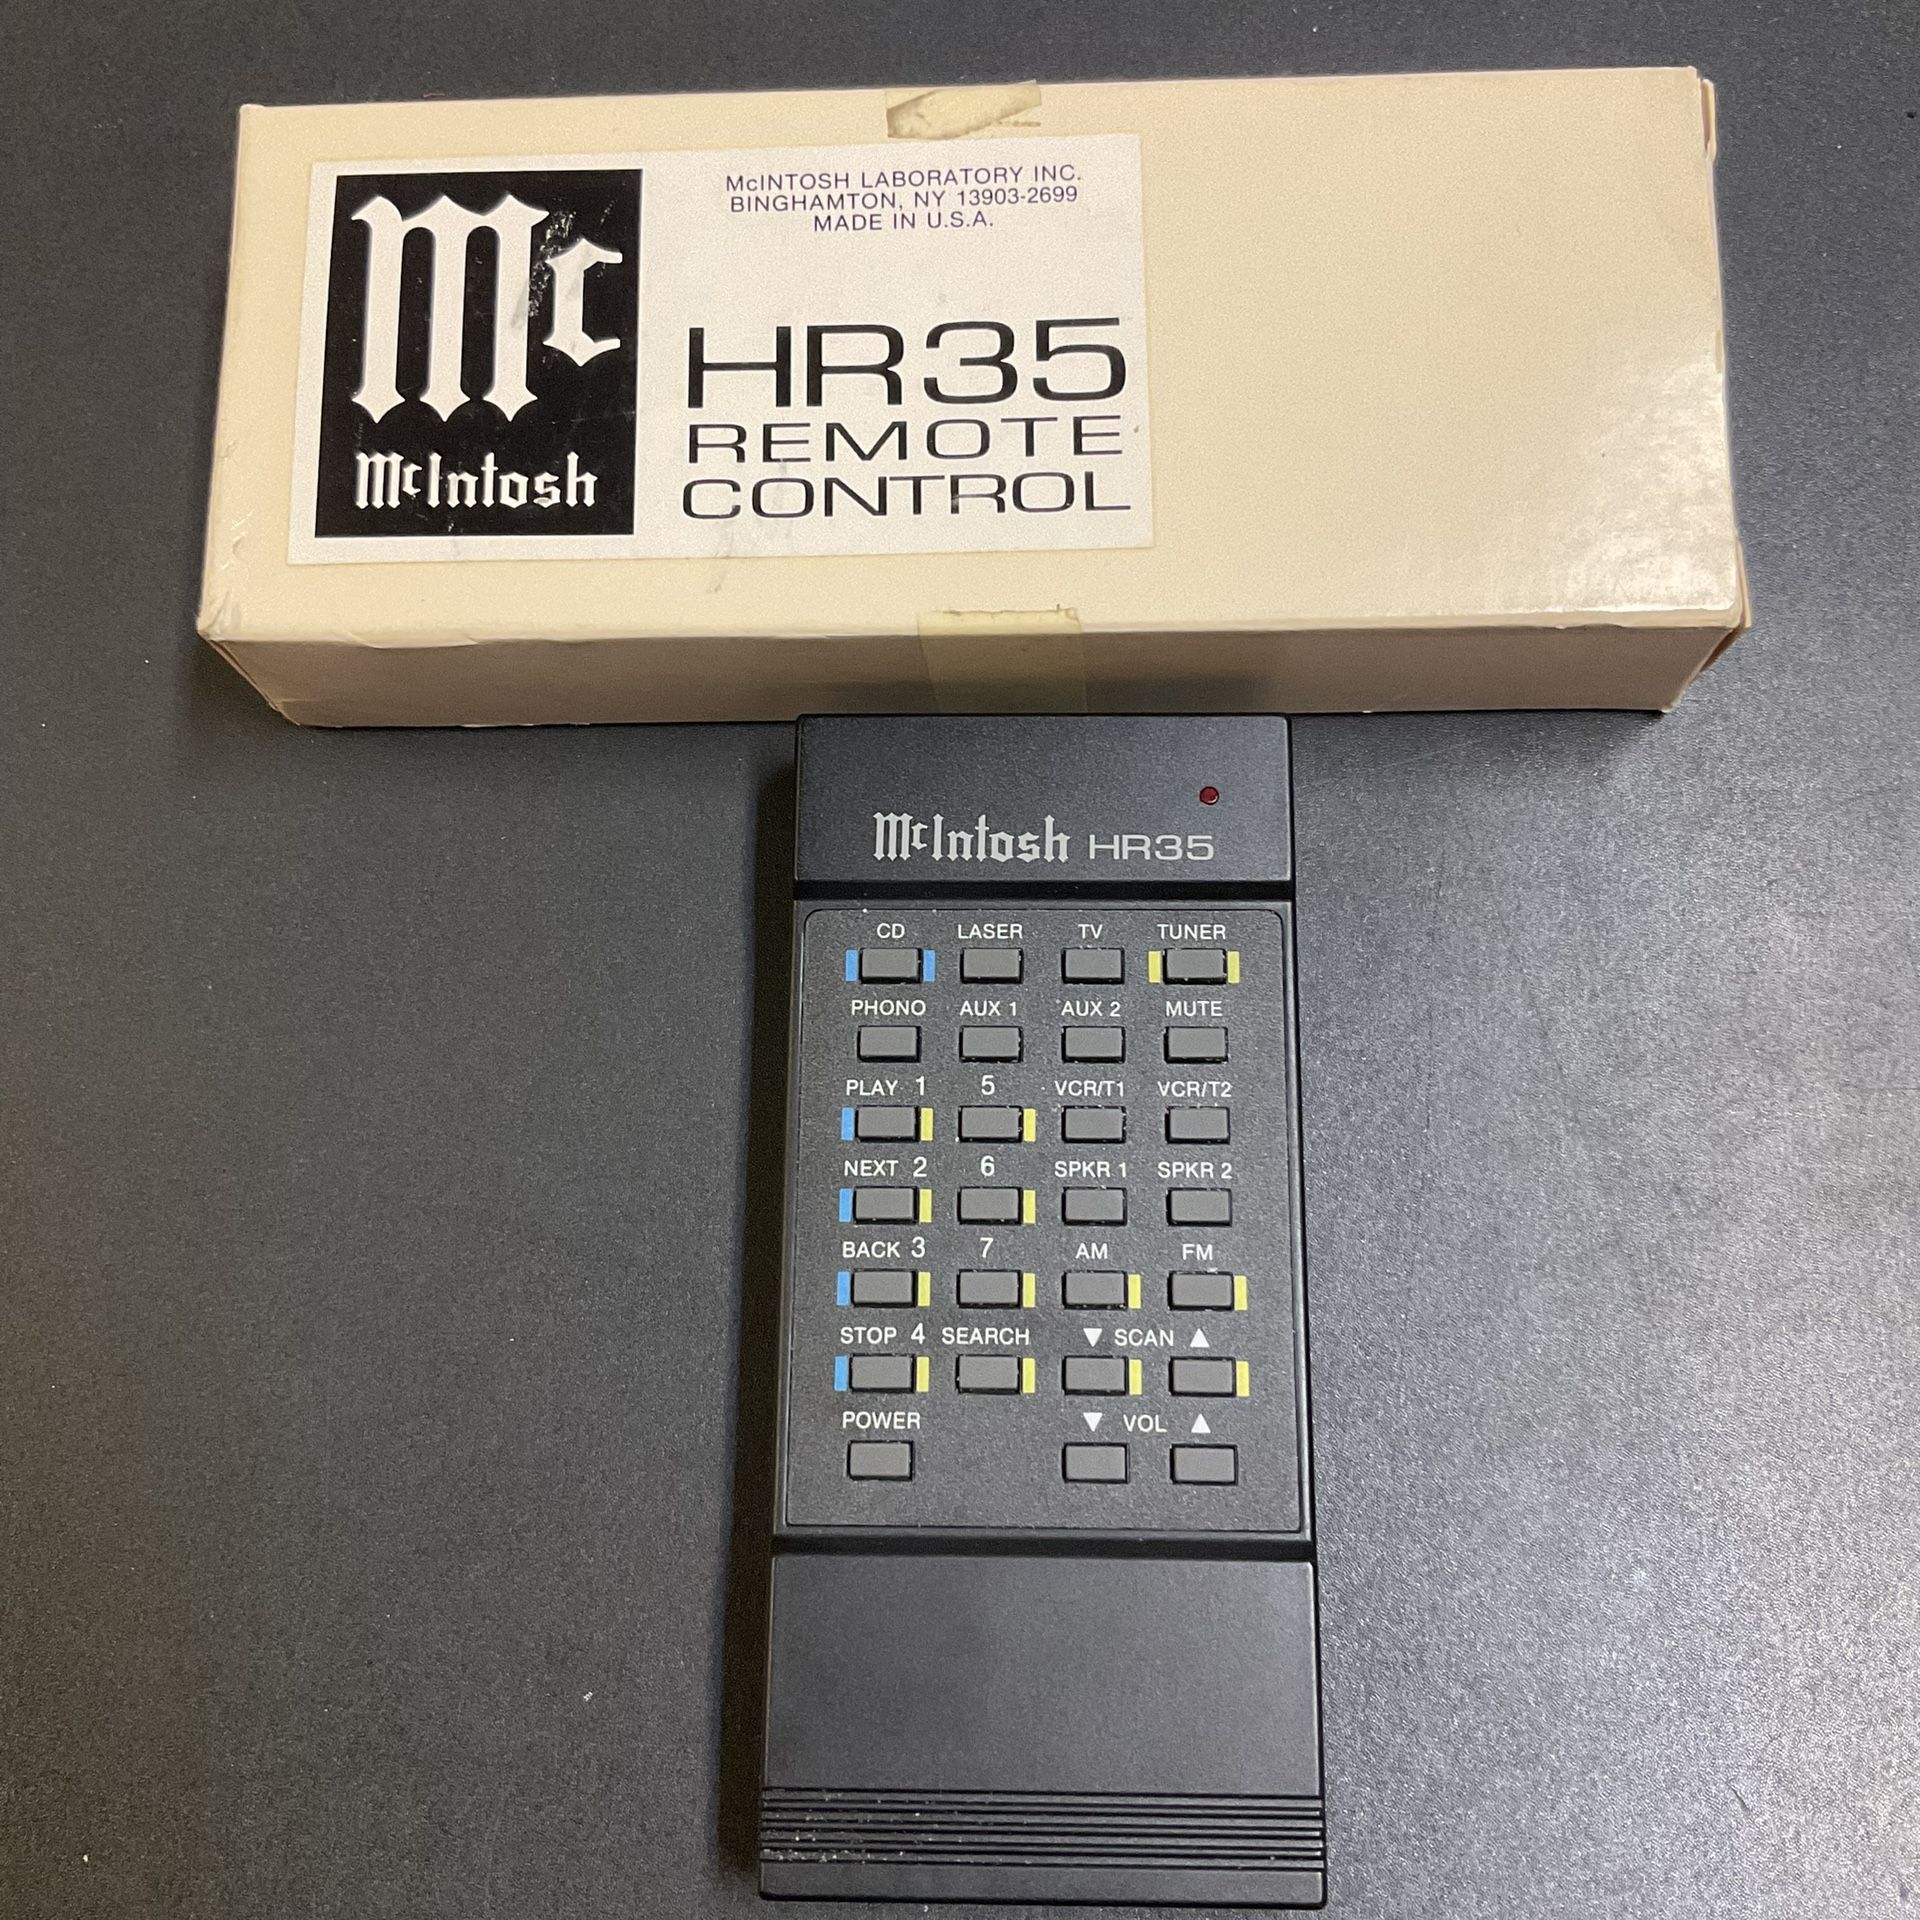 Mc
McIntosh
McINTOSH LABORATORY INC.
BINGHAMTON, NY 13903-2699
MADE IN U.S.A.
HR35
REMOTE
CONTROL
McIntosh HR35
CD LASER TV TUNER
PHONO AUX 1 AUX 2 MUTE
PLAY 1 5 VCR/T1 VCR/T2
NEXT 2 6 SPKR 1 SPKR 2
BACK 3 7 AM FM
STOP 4 SEARCH ▼ SCAN ▲
POWER ▼ VOL ▲